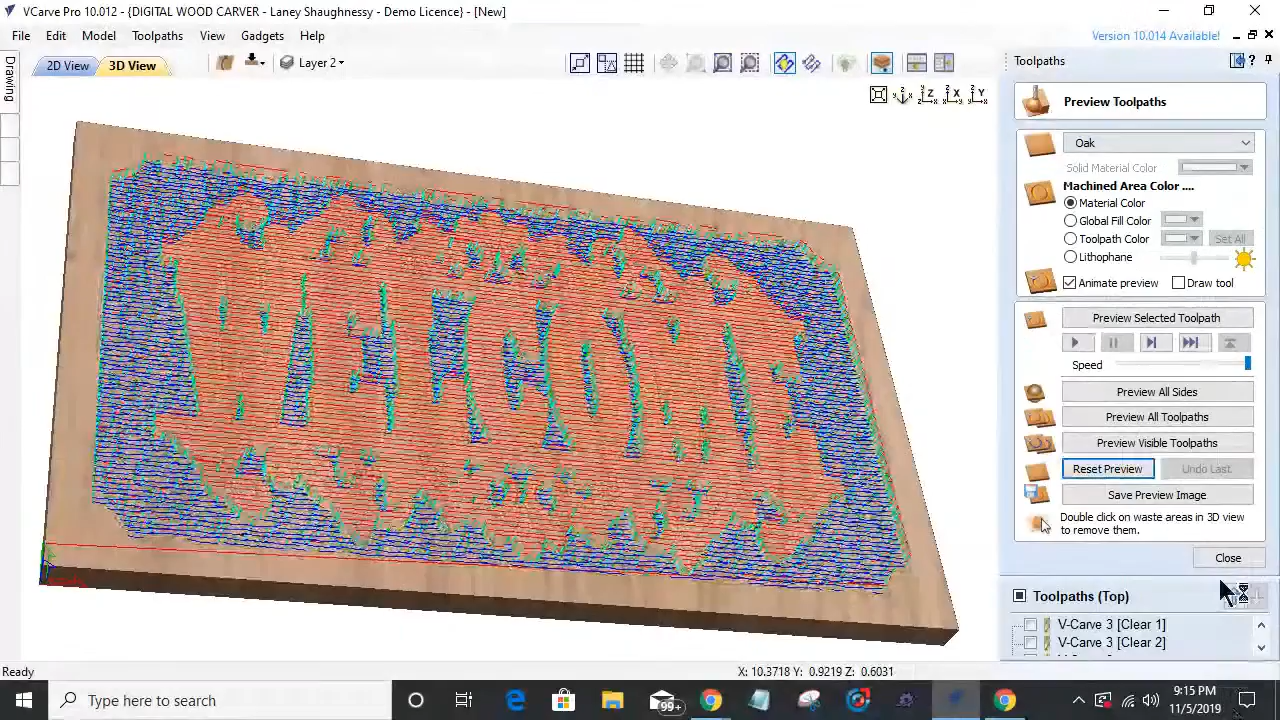 VCarve Pro 10.012 - {DIGITAL WOOD CARVER - Laney Shaughnessy - Demo Licence} - [New]
File Edit Model Toolpaths View Gadgets Help
Version 10.014 Available!
Drawing
2D View
3D View
Layer 2
Z X Y
WELCOME
Toolpaths
?
Preview Toolpaths
Oak
Solid Material Color
Machined Area Color ....
Material Color
Global Fill Color
Toolpath Color
Set All
Lithophane
Animate preview
Draw tool
Preview Selected Toolpath
Speed
Preview All Sides
Preview All Toolpaths
Preview Visible Toolpaths
Reset Preview
Undo Last
Save Preview Image
Double click on waste areas in 3D view
to remove them.
Close
Toolpaths (Top)
V-Carve 3 [Clear 1]
V-Carve 3 [Clear 2]
Ready
X: 10.3718 Y: 0.9219 Z: 0.6031
Type here to search
99+
9:15 PM
11/5/2019